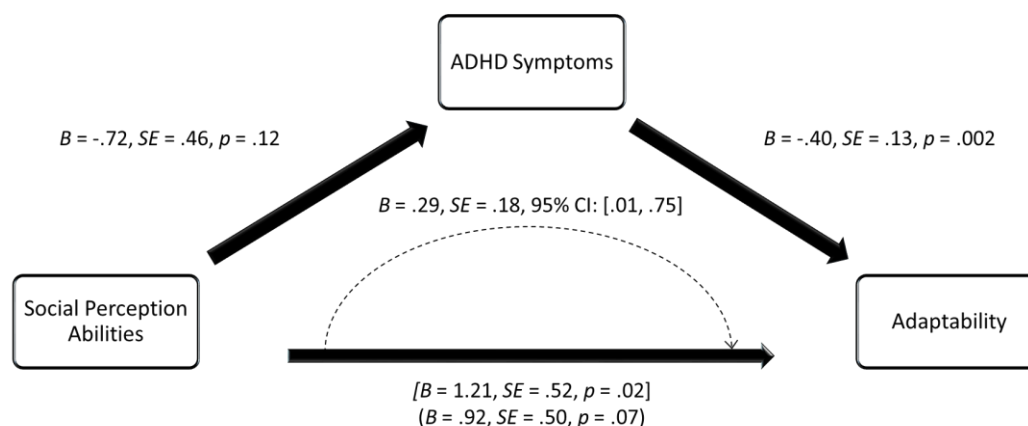 ADHD Symptoms
B = -.72, SE = .46, p = .12
B = -.40, SE = .13, p = .002
B = .29, SE = .18, 95% CI: [.01, .75]
Social Perception
Abilities
Adaptability
[B = 1.21, SE = .52, p = .02]
(B = .92, SE = .50, p = .07)